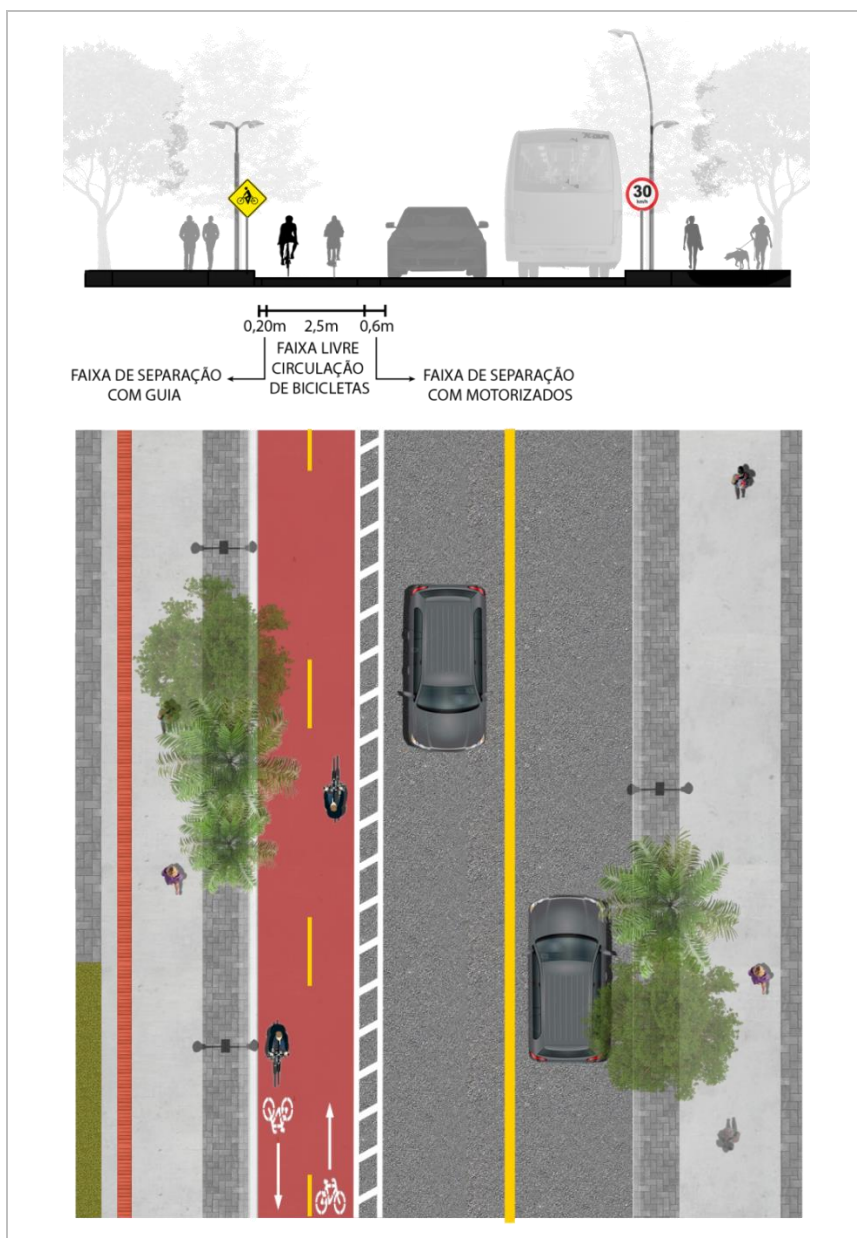 30
km/h
0,20m 2,5m 0,6m
FAIXA DE SEPARAÇÃO
COM GUIA
FAIXA LIVRE
CIRCULAÇÃO
DE BICICLETAS
FAIXA DE SEPARAÇÃO
COM MOTORIZADOS